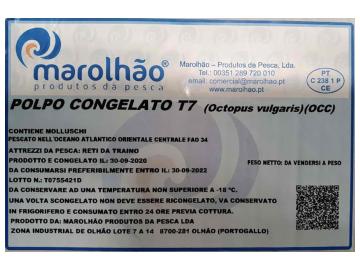 marolhão
produtos da pesca
Marolhão – Produtos da Pesca, Lda.
Tel.: 00351 289 720 010
email: comercial@marolhao.pt
www.marolhao.pt
PT
C 238 1 P
CE
POLPO CONGELATO T7 (Octopus vulgaris)(OCC)
CONTIENE MOLLUSCHI
PESCATO NELL'OCEANO ATLANTICO ORIENTALE CENTRALE FAO 34
ATTREZZI DA PESCA: RETI DA TRAINO
PRODOTTO E CONGELATO IL: 30-09-2020
PESO NETTO: DA VENDERSI A PESO
DA CONSUMARSI PREFERIBILMENTE ENTRO IL: 30-09-2022
LOTTO N.: T0755421D
DA CONSERVARE AD UNA TEMPERATURA NON SUPERIORE A -18 °C.
UNA VOLTA SCONGELATO NON DEVE ESSERE RICONGELATO, VA CONSERVATO
IN FRIGORIFERO E CONSUMATO ENTRO 24 ORE PREVIA COTTURA.
PRODOTTO DA: MAROLHÃO PRODUTOS DA PESCA LDA
ZONA INDUSTRIAL DE OLHÃO LOTE 7 A 14 8700-281 OLHÃO (PORTOGALLO)